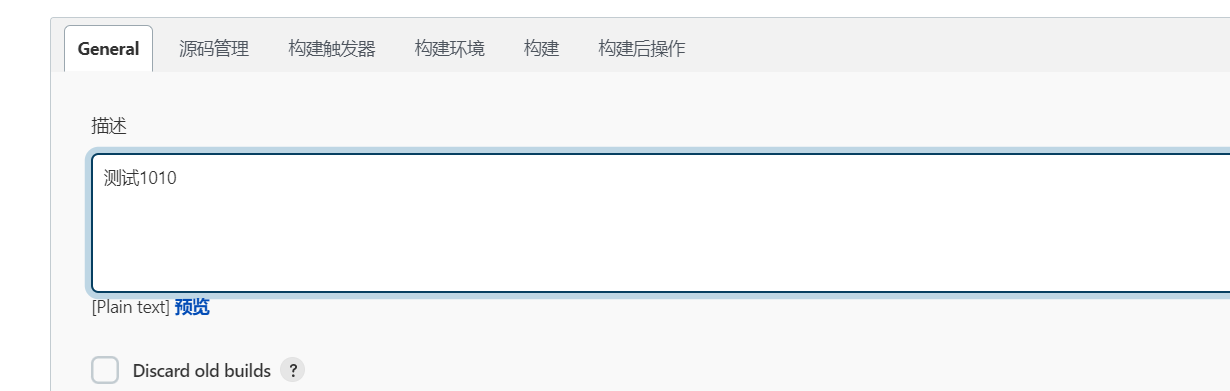 General 源码管理 构建触发器 构建环境 构建 构建后操作
描述
测试1010
[Plain text] 预览
Discard old builds ?